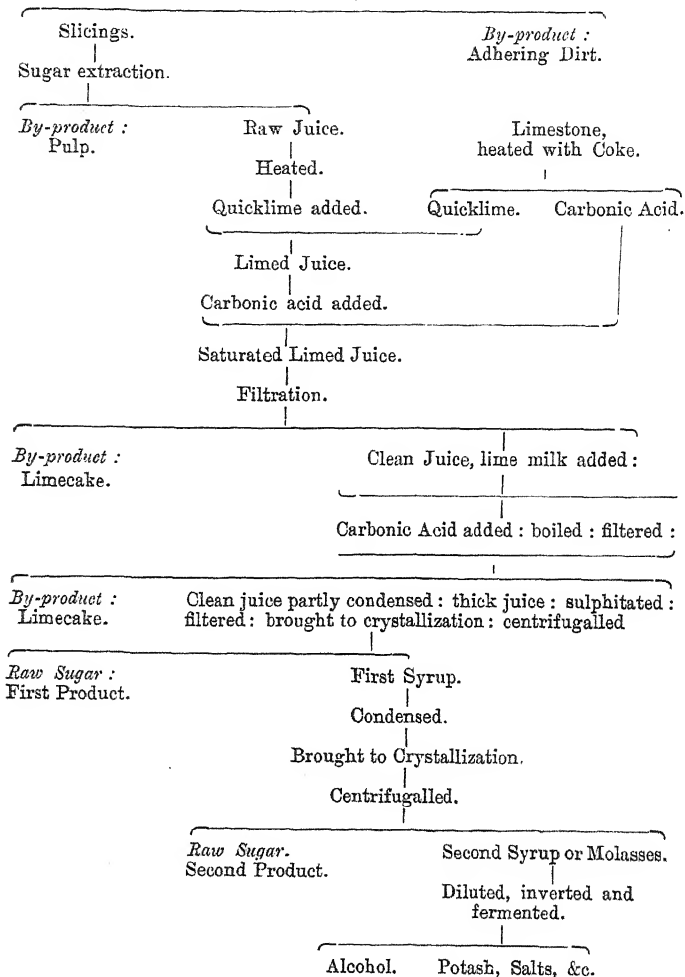 Slicings.
By-product :
Adhering Dirt.
Sugar extraction.
By-product :
Pulp.
Raw Juice.
Limestone,
heated with Coke.
Heated.
Quicklime added.
Quicklime.
Carbonic Acid.
Limed Juice.
Carbonic acid added.
Saturated Limed Juice.
Filtration.
By-product :
Limecake.
Clean Juice, lime milk added :
Carbonic Acid added : boiled : filtered :
By-product :
Limecake.
Clean juice partly condensed : thick juice : sulphitated :
filtered : brought to crystallization : centrifugalled
Raw Sugar :
First Product.
First Syrup.
Condensed.
Brought to Crystallization.
Centrifugalled.
Raw Sugar.
Second Product.
Second Syrup or Molasses.
Diluted, inverted and
fermented.
Alcohol.
Potash, Salts, &c.